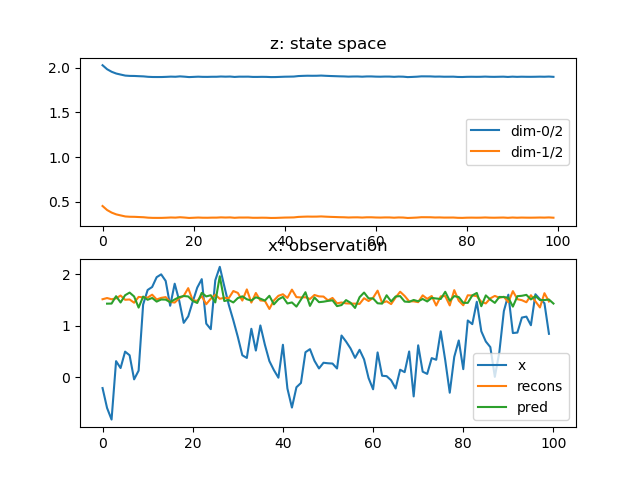 z: state space
2.0
1.5
1.0
0.5
dim-0/2
dim-1/2
0 20 40 60 80 100
x: observation
2
1
0
x
recons
pred
0 20 40 60 80 100